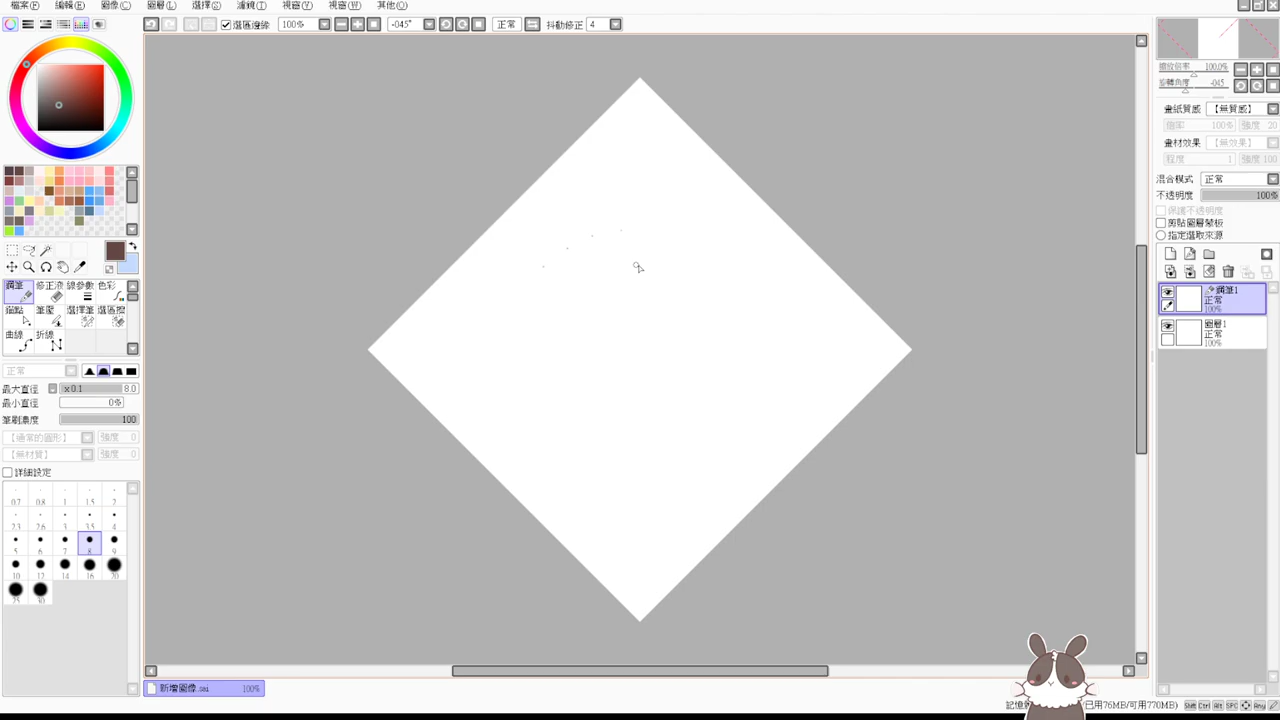 檔案(F) 編輯(E) 圖像(C) 圖層(L) 選擇(S) 濾鏡(T) 視窗(V) 視窗(W) 其他(O)
選區邊緣 100% -045° 正常 抖動修正 4
縮放倍率 100.0%
旋轉角度 -045
畫紙質感 【無質感】
倍率 100% 強度 20
畫材效果 【無效果】
程度 1 強度 100
混合模式 正常
不透明度 100%
保護不透明度
剪貼圖層蒙板
指定選取來源
鋼筆1
正常
100%
圖層1
正常
100%
鋼筆 修正液 線參數 色彩
錨點 筆壓 選擇筆 選區擦
曲線 折線
正常
最大直徑 x 0.1 8.0
最小直徑 0%
筆刷濃度 100
【通常的圓形】 強度 0
【無材質】 強度 0
詳細設定
0.7 0.8 1 1.5 2
2.3 2.6 3 3.5 4
5 6 7 8 9
10 12 14 16 20
25 30
新增圖像.sai 100%
記憶 (已用76MB/可用770MB) Shift Ctrl Alt SPC Any